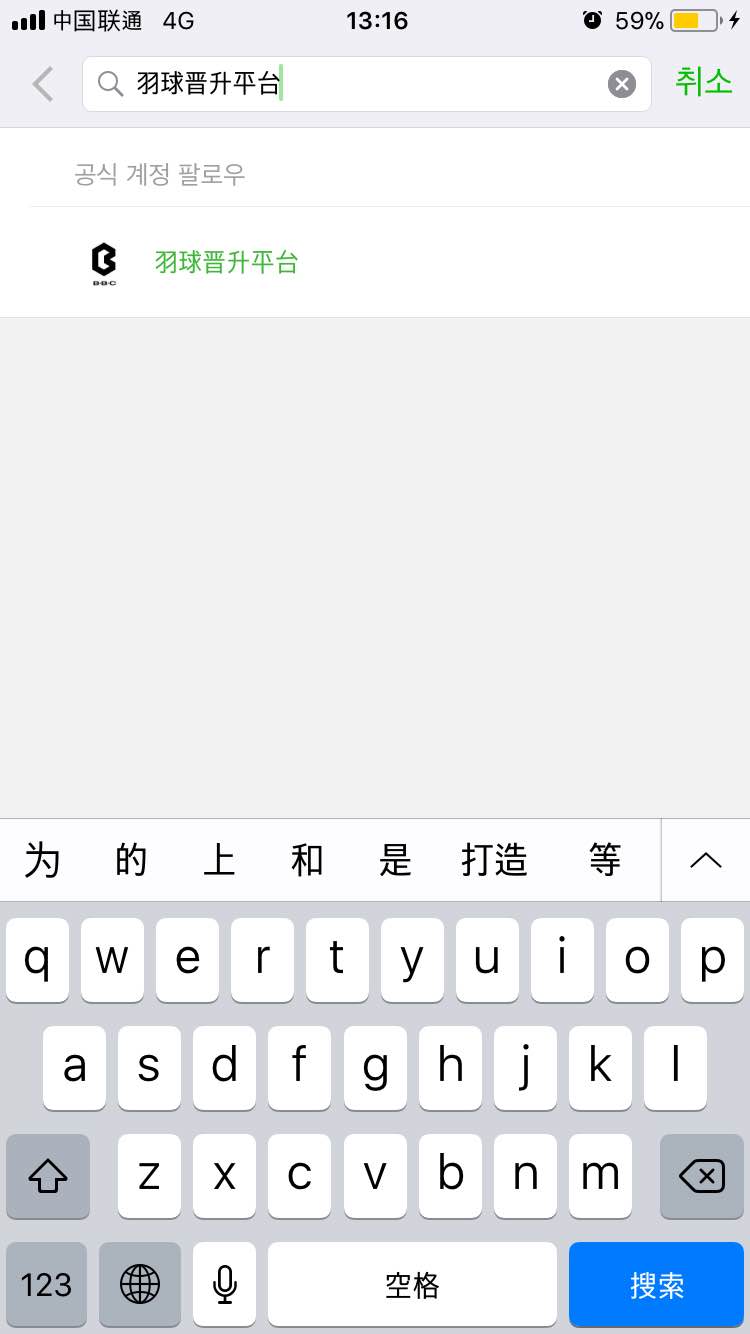 中国联通 4G 13:16 59%
羽球晋升平台 취소
공식 계정 팔로우
B·B·C 羽球晋升平台
为 的 上 和 是 打造 等
q w e r t y u i o p
a s d f g h j k l
z x c v b n m
123 空格 搜索